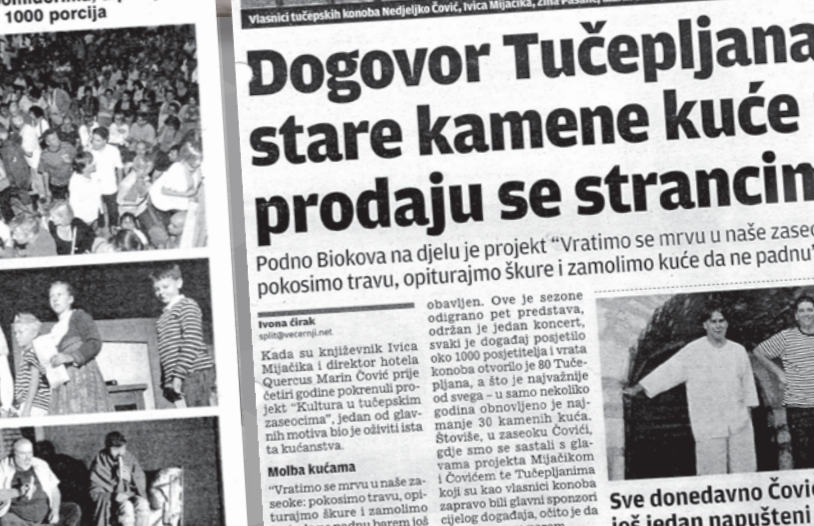 1000 porcija
Vlasnici tučepskih konoba Nedjeljko Čović, Ivica Mijačika,
Dogovor Tučepljana
stare kamene kuće
prodaju se strancim
Podno Biokova na djelu je projekt “Vratimo se mrvu u naše zaseo
pokosimo travu, opiturajmo škure i zamolimo kuće da ne padnu”
Ivona ćirak
split@vecernji.net
Kada su književnik Ivica
Mijačika i direktor hotela
Quercus Marin Čović prije
četiri godine pokrenuli pro-
jekt “Kultura u tučepskim
zaseocima”, jedan od glav-
nih motiva bio je oživiti ista
ta kućanstva.
Molba kućama
“Vratimo se mrvu u naše za-
seoke: pokosimo travu, opi-
turajmo škure i zamolimo
padnu barem još
obavljen. Ove je sezone
odigrano pet predstava,
održan je jedan koncert,
svaki je događaj posjetilo
oko 1000 posjetitelja i vrata
konoba otvorilo je 80 Tuče-
pljana, a što je najvažnije
od svega – u samo nekoliko
godina obnovljeno je naj-
manje 30 kamenih kuća.
Štoviše, u zaseoku Čovići,
gdje smo se sastali s gla-
vama projekta Mijačikom
i Čovićem te Tučepljanima
koji su kao vlasnici konoba
zapravo bili glavni sponzori
cijelog događaja, očito je da
Sve donedavno Čovi
još jedan napušteni